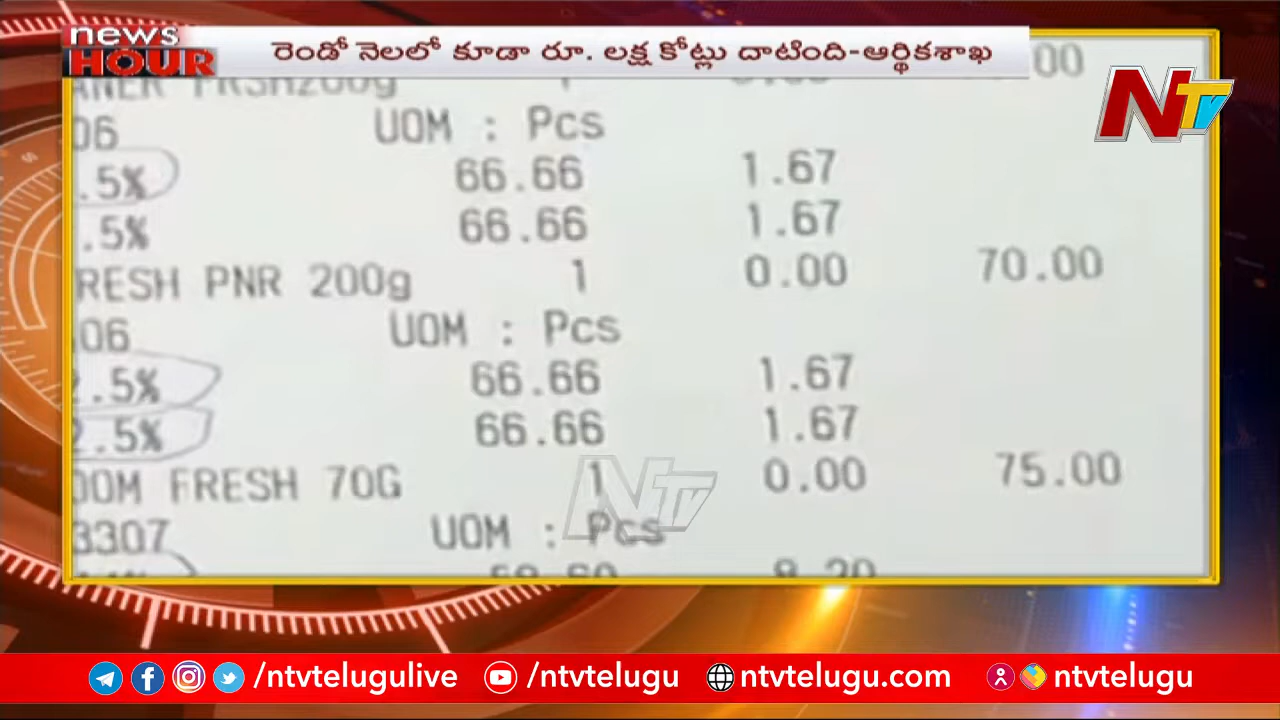 news
HOUR
రెండో నెలలో కూడా రూ. లక్ష కోట్లు దాటింది-ఆర్థికశాఖ
NTV
00
06 UOM : Pcs
.5% 66.66 1.67
.5% 66.66 1.67
RESH PNR 200g 1 0.00 70.00
06 UOM : Pcs
2.5% 66.66 1.67
2.5% 66.66 1.67
OOM FRESH 70G 1 0.00 75.00
3307 UOM : Pcs
NTV
/ntvtelugulive /ntvtelugu ntvtelugu.com ntvtelugu